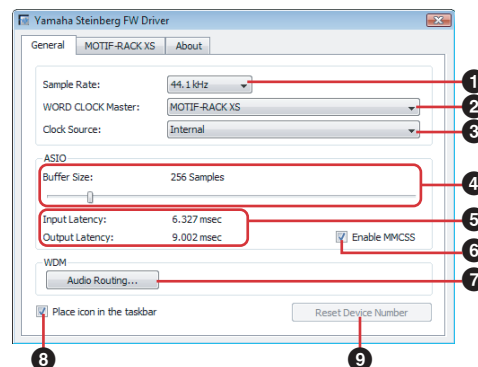 Yamaha Steinberg FW Driver
General MOTIF-RACK XS About
Sample Rate: 44.1 kHz 1
WORD CLOCK Master: MOTIF-RACK XS 2
Clock Source: Internal 3
ASIO
Buffer Size: 256 Samples 4
Input Latency: 6.327 msec 5
Output Latency: 9.002 msec Enable MMCSS 6
WDM
Audio Routing... 7
Place icon in the taskbar Reset Device Number
8 9